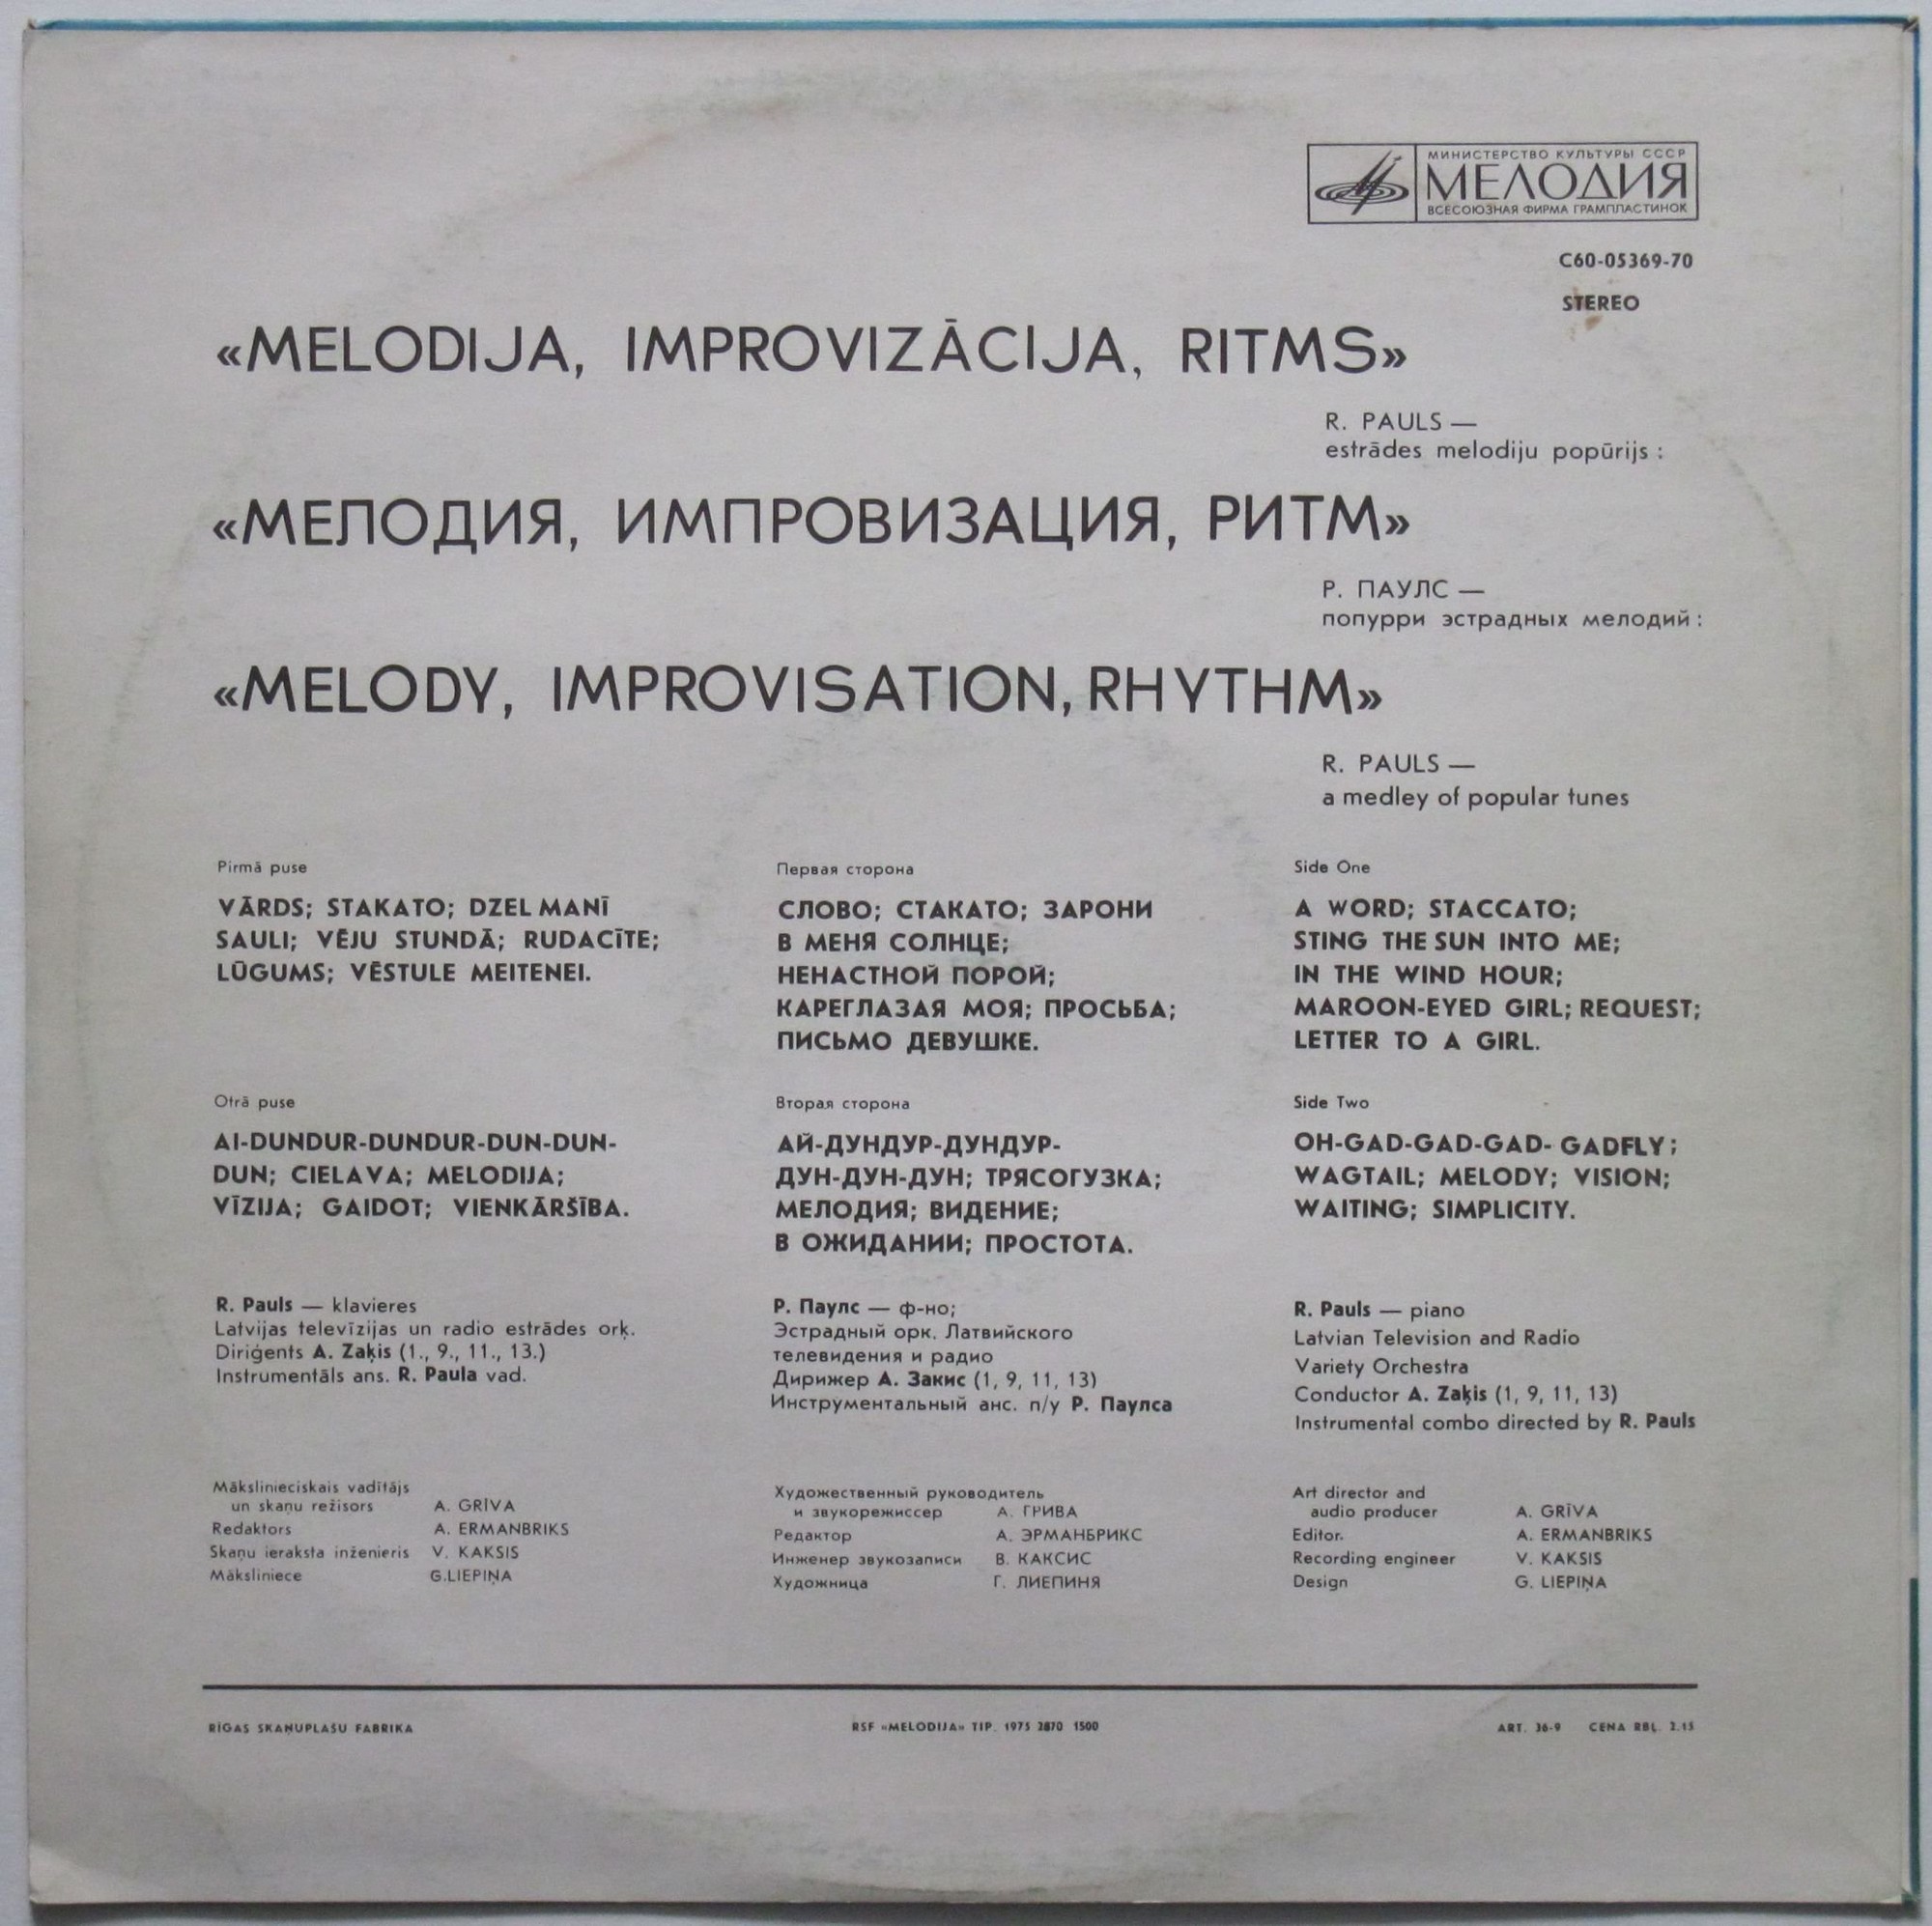 МИНИСТЕРСТВО КУЛЬТУРЫ СССР
МЕЛОДИЯ
ВСЕСОЮЗНАЯ ФИРМА ГРАМПЛАСТИНОК
С60-05369-70
STEREO
«MELODIJA, IMPROVIZĀCIJA, RITMS»
R. PAULS —
estrādes melodiju popūrijs :
«МЕЛОДИЯ, ИМПРОВИЗАЦИЯ, РИТМ»
Р. ПАУЛС —
попурри эстрадных мелодий :
«MELODY, IMPROVISATION, RHYTHM»
R. PAULS —
a medley of popular tunes
Pirmā puse
VĀRDS; STAKATO; DZEL MANĪ
SAULI; VĒJU STUNDĀ; RUDACĪTE;
LŪGUMS; VĒSTULE MEITENEI.
Первая сторона
СЛОВО; СТАКАТО; ЗАРОНИ
В МЕНЯ СОЛНЦЕ;
НЕНАСТНОЙ ПОРОЙ;
КАРЕГЛАЗАЯ МОЯ; ПРОСЬБА;
ПИСЬМО ДЕВУШКЕ.
Side One
A WORD; STACCATO;
STING THE SUN INTO ME;
IN THE WIND HOUR;
MAROON-EYED GIRL; REQUEST;
LETTER TO A GIRL.
Otrā puse
AI-DUNDUR-DUNDUR-DUN-DUN-
DUN; CIELAVA; MELODIJA;
VĪZIJA; GAIDOT; VIENKĀRŠĪBA.
Вторая сторона
АЙ-ДУНДУР-ДУНДУР-
ДУН-ДУН-ДУН; ТРЯСОГУЗКА;
МЕЛОДИЯ; ВИДЕНИЕ;
В ОЖИДАНИИ; ПРОСТОТА.
Side Two
OH-GAD-GAD-GAD- GADFLY;
WAGTAIL; MELODY; VISION;
WAITING; SIMPLICITY.
R. Pauls — klavieres
Latvijas televīzijas un radio estrādes orķ.
Diriģents A. Zaķis (1., 9., 11., 13.)
Instrumentāls ans. R. Paula vad.
Р. Паулс — ф-но;
Эстрадный орк. Латвийского
телевидения и радио
Дирижер А. Закис (1, 9, 11, 13)
Инструментальный анс. п/у Р. Паулса
R. Pauls — piano
Latvian Television and Radio
Variety Orchestra
Conductor A. Zaķis (1, 9, 11, 13)
Instrumental combo directed by R. Pauls
Mākslinieciskais vadītājs
un skaņu režisors A. GRĪVA
Redaktors A. ERMANBRIKS
Skaņu ieraksta inženieris V. KAKSIS
Māksliniece G.LIEPIŅA
Художественный руководитель
и звукорежиссер А. ГРИВА
Редактор А. ЭРМАНБРИКС
Инженер звукозаписи В. КАКСИС
Художница Г. ЛИЕПИНЯ
Art director and
audio producer A. GRĪVA
Editor. A. ERMANBRIKS
Recording engineer V. KAKSIS
Design G. LIEPIŅA
RĪGAS SKAŅUPLAŠU FABRIKA
RSF «MELODIJA» TIP. 1975 2870 1500
ART. 36-9 CENA RBĻ. 2.15